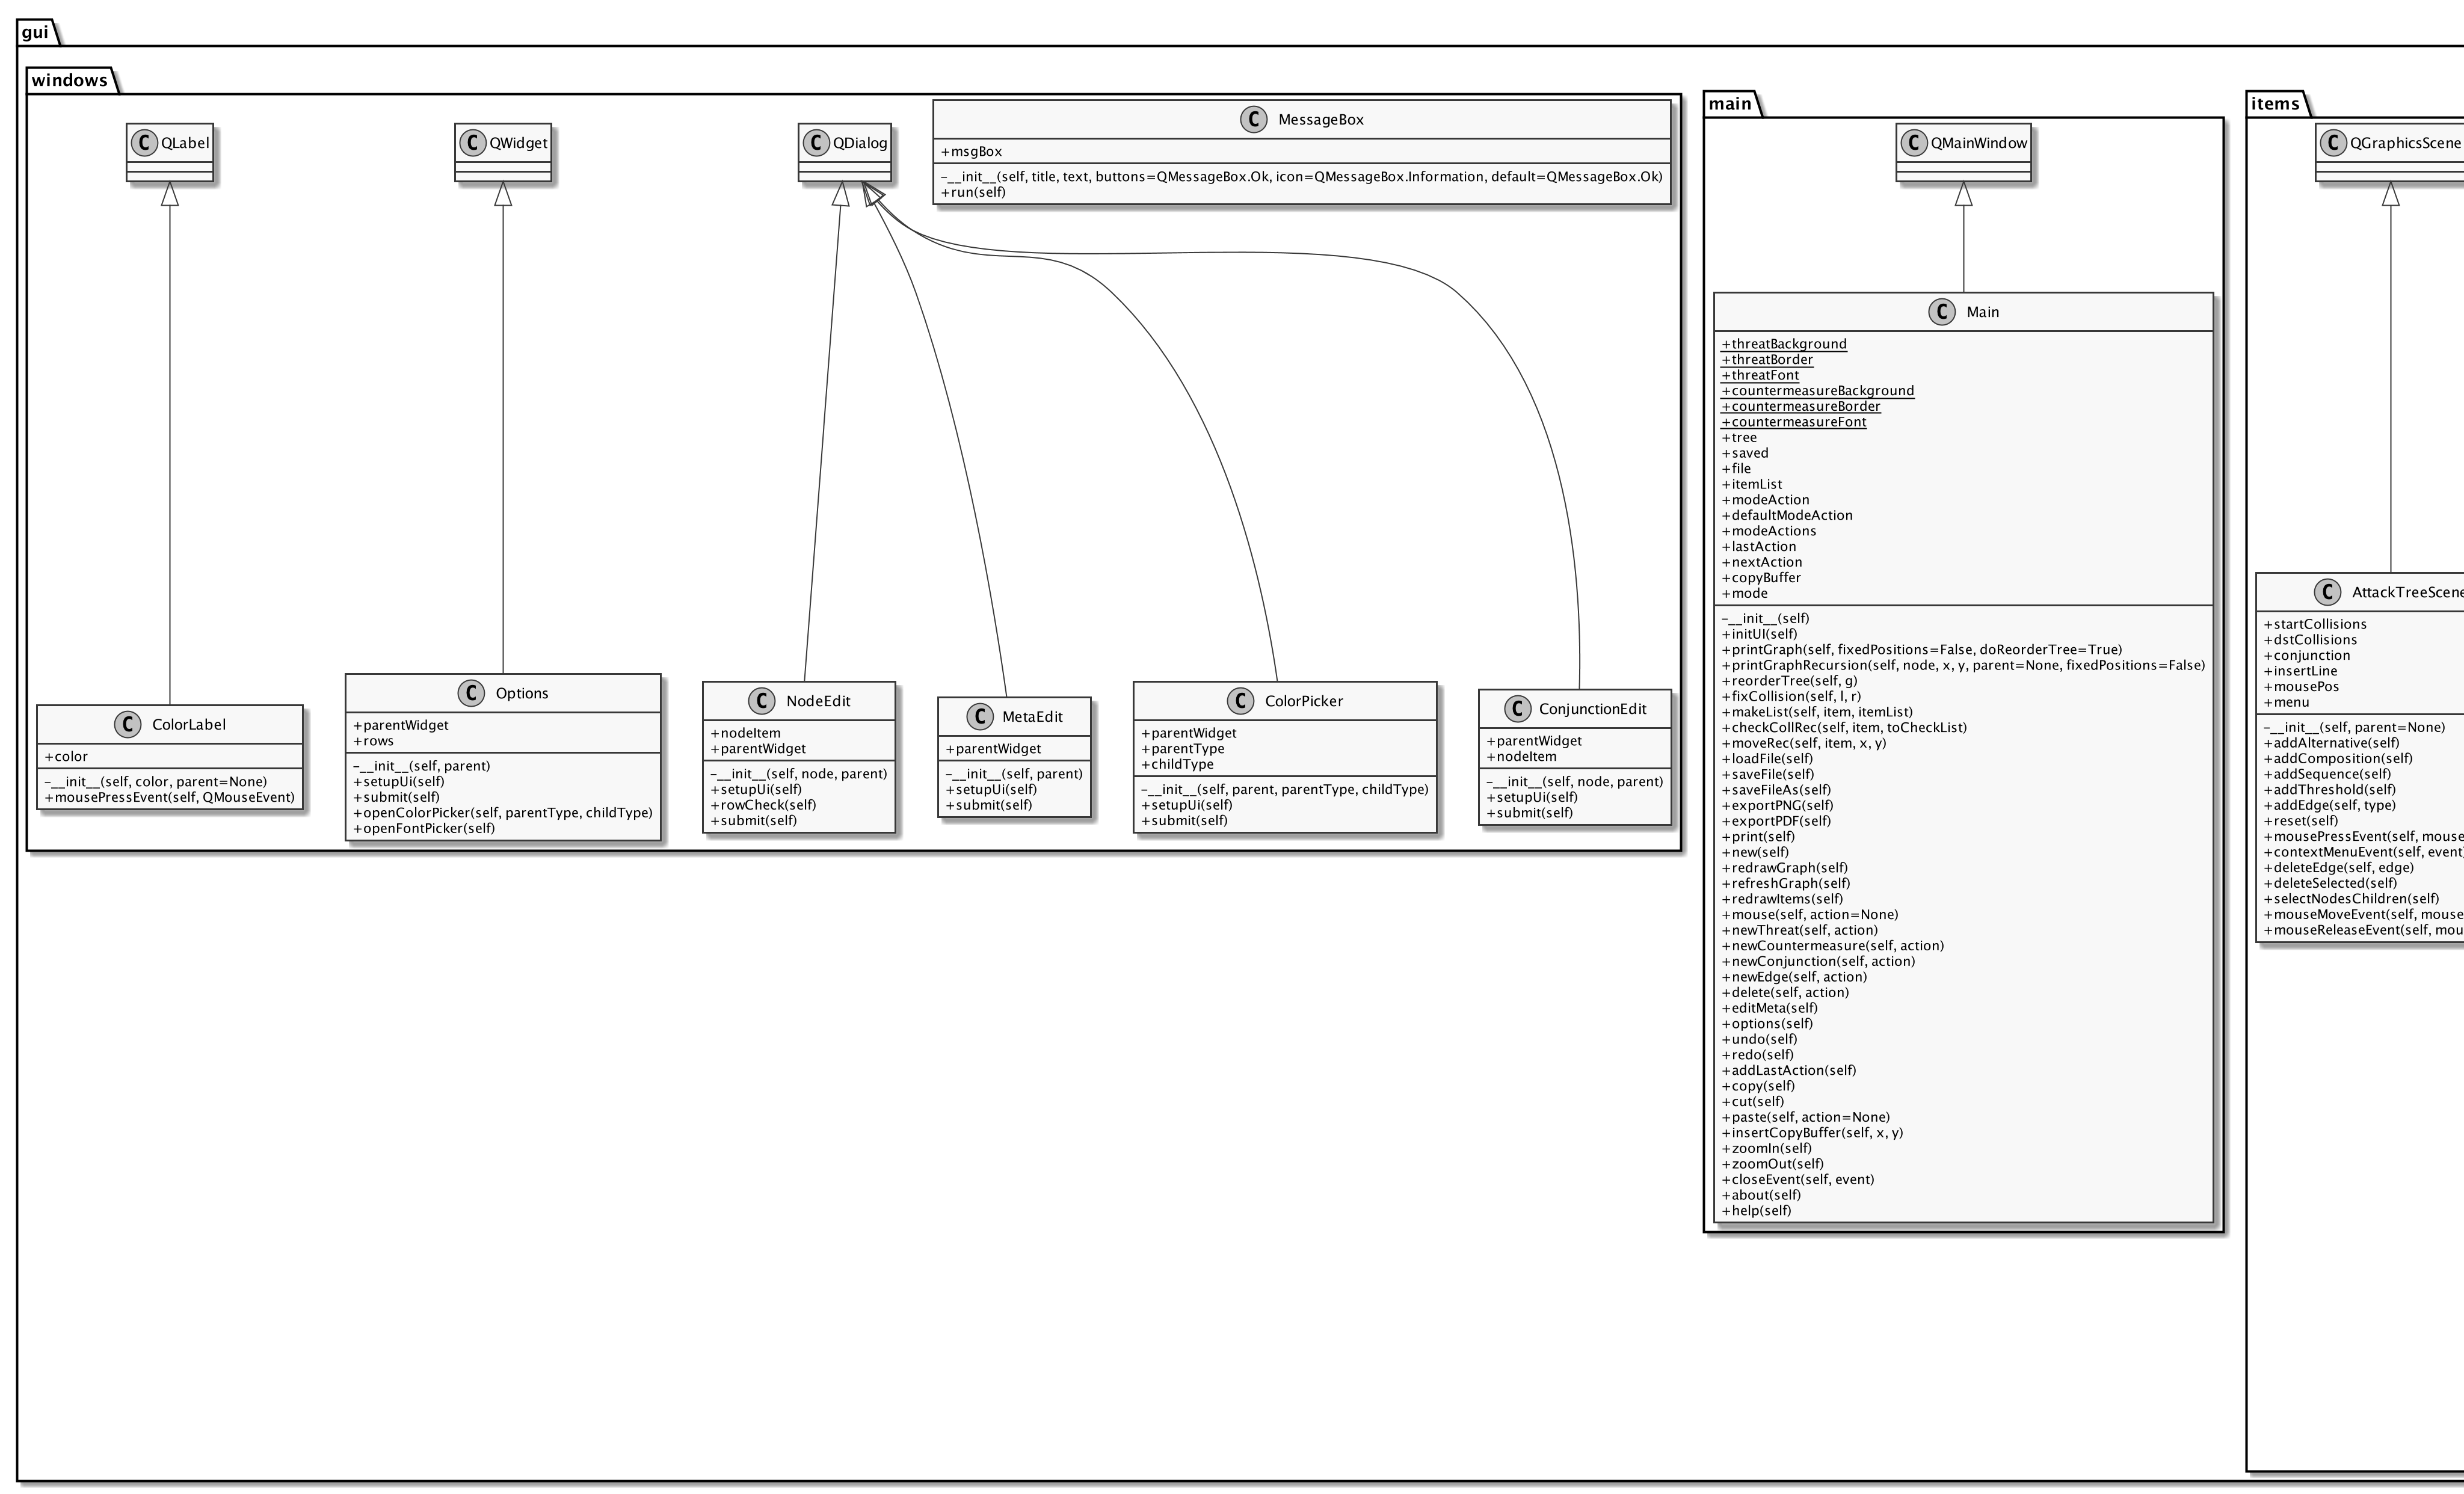 gui
windows
C QLabel
C QWidget
C QDialog
C MessageBox
+msgBox
−__init__(self, title, text, buttons=QMessageBox.Ok, icon=QMessageBox.Information, default=QMessageBox.Ok)
+run(self)
C ColorLabel
+color
−__init__(self, color, parent=None)
+mousePressEvent(self, QMouseEvent)
C Options
+parentWidget
+rows
−__init__(self, parent)
+setupUi(self)
+submit(self)
+openColorPicker(self, parentType, childType)
+openFontPicker(self)
C NodeEdit
+nodeItem
+parentWidget
−__init__(self, node, parent)
+setupUi(self)
+rowCheck(self)
+submit(self)
C MetaEdit
+parentWidget
−__init__(self, parent)
+setupUi(self)
+submit(self)
C ColorPicker
+parentWidget
+parentType
+childType
−__init__(self, parent, parentType, childType)
+setupUi(self)
+submit(self)
C ConjunctionEdit
+parentWidget
+nodeItem
−__init__(self, node, parent)
+setupUi(self)
+submit(self)
main
C QMainWindow
C Main
+threatBackground
+threatBorder
+threatFont
+countermeasureBackground
+countermeasureBorder
+countermeasureFont
+tree
+saved
+file
+itemList
+modeAction
+defaultModeAction
+modeActions
+lastAction
+nextAction
+copyBuffer
+mode
−__init__(self)
+initUI(self)
+printGraph(self, fixedPositions=False, doReorderTree=True)
+printGraphRecursion(self, node, x, y, parent=None, fixedPositions=False)
+reorderTree(self, g)
+fixCollision(self, l, r)
+makeList(self, item, itemList)
+checkCollRec(self, item, toCheckList)
+moveRec(self, item, x, y)
+loadFile(self)
+saveFile(self)
+saveFileAs(self)
+exportPNG(self)
+exportPDF(self)
+print(self)
+new(self)
+redrawGraph(self)
+refreshGraph(self)
+redrawItems(self)
+mouse(self, action=None)
+newThreat(self, action)
+newCountermeasure(self, action)
+newConjunction(self, action)
+newEdge(self, action)
+delete(self, action)
+editMeta(self)
+options(self)
+undo(self)
+redo(self)
+addLastAction(self)
+copy(self)
+cut(self)
+paste(self, action=None)
+insertCopyBuffer(self, x, y)
+zoomIn(self)
+zoomOut(self)
+closeEvent(self, event)
+about(self)
+help(self)
items
C QGraphicsScene
C AttackTreeScene
+startCollisions
+dstCollisions
+conjunction
+insertLine
+mousePos
+menu
−__init__(self, parent=None)
+addAlternative(self)
+addComposition(self)
+addSequence(self)
+addThreshold(self)
+addEdge(self, type)
+reset(self)
+mousePressEvent(self, mouse
+contextMenuEvent(self, event)
+deleteEdge(self, edge)
+deleteSelected(self)
+selectNodesChildren(self)
+mouseMoveEvent(self, mouse
+mouseReleaseEvent(self, mou